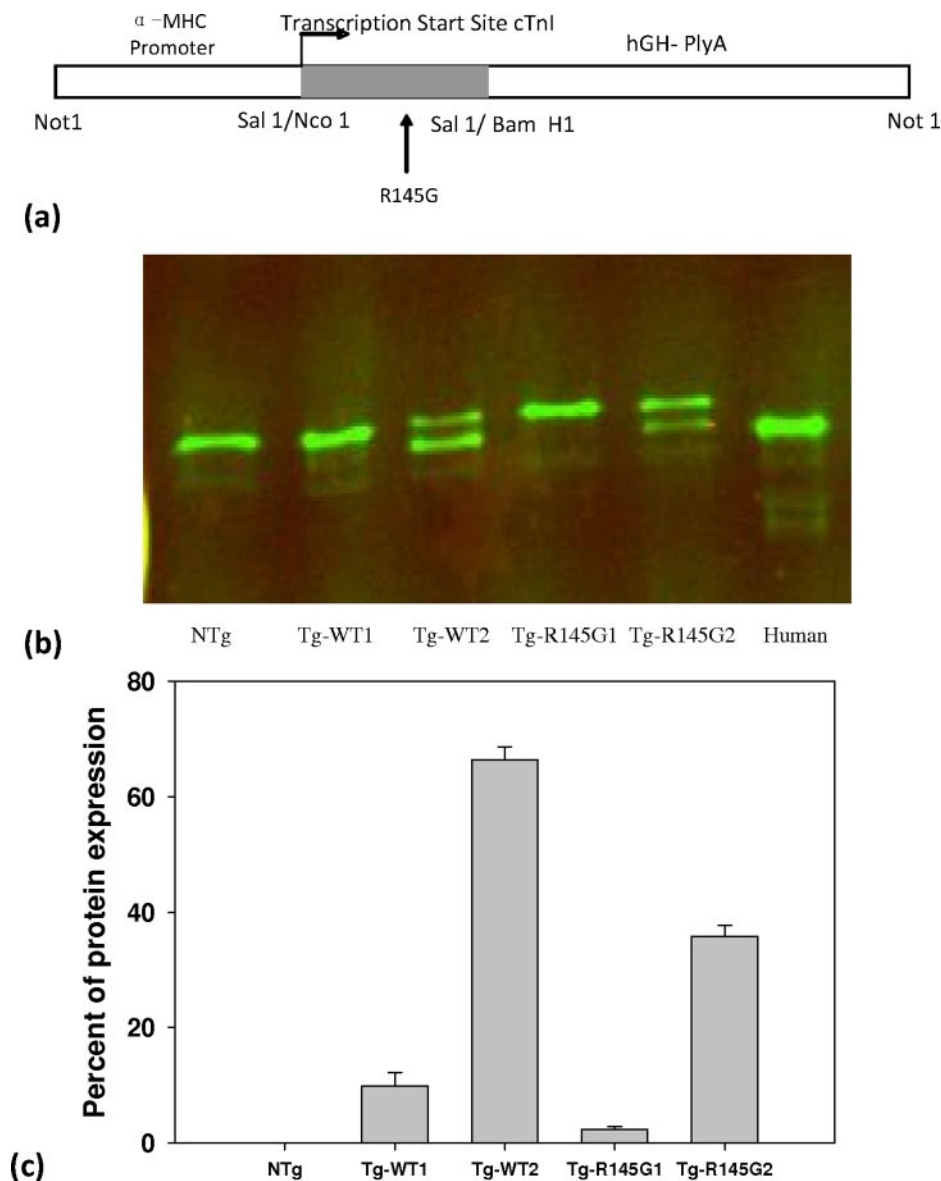 α-MHC Promoter
Transcription Start Site cTnI
hGH- PlyA
Not1
Sal 1/Nco 1
Sal 1/ Bam H1
Not 1
R145G
(a)
(b)
NTg Tg-WT1 Tg-WT2 Tg-R145G1 Tg-R145G2 Human
80
60
40
20
0
Percent of protein expression
NTg Tg-WT1 Tg-WT2 Tg-R145G1 Tg-R145G2
(c)